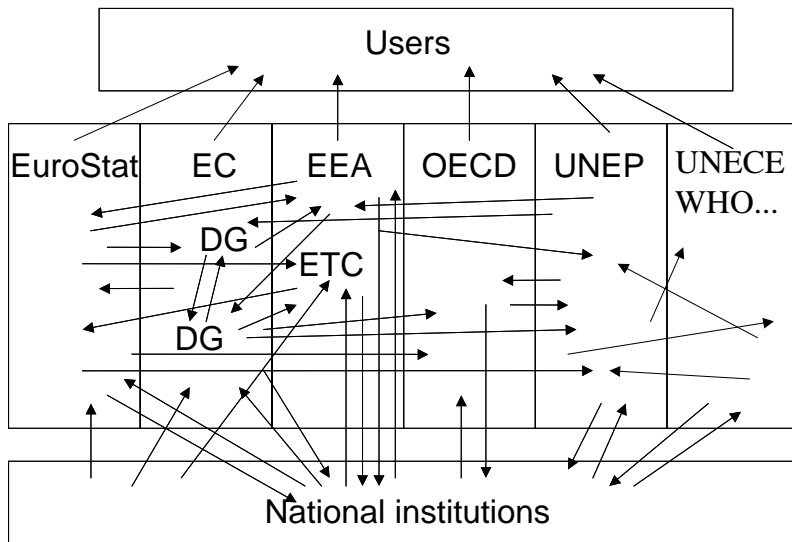 Users
EuroStat EC EEA OECD UNEP UNECE
WHO...
DG
ETC
DG
National institutions